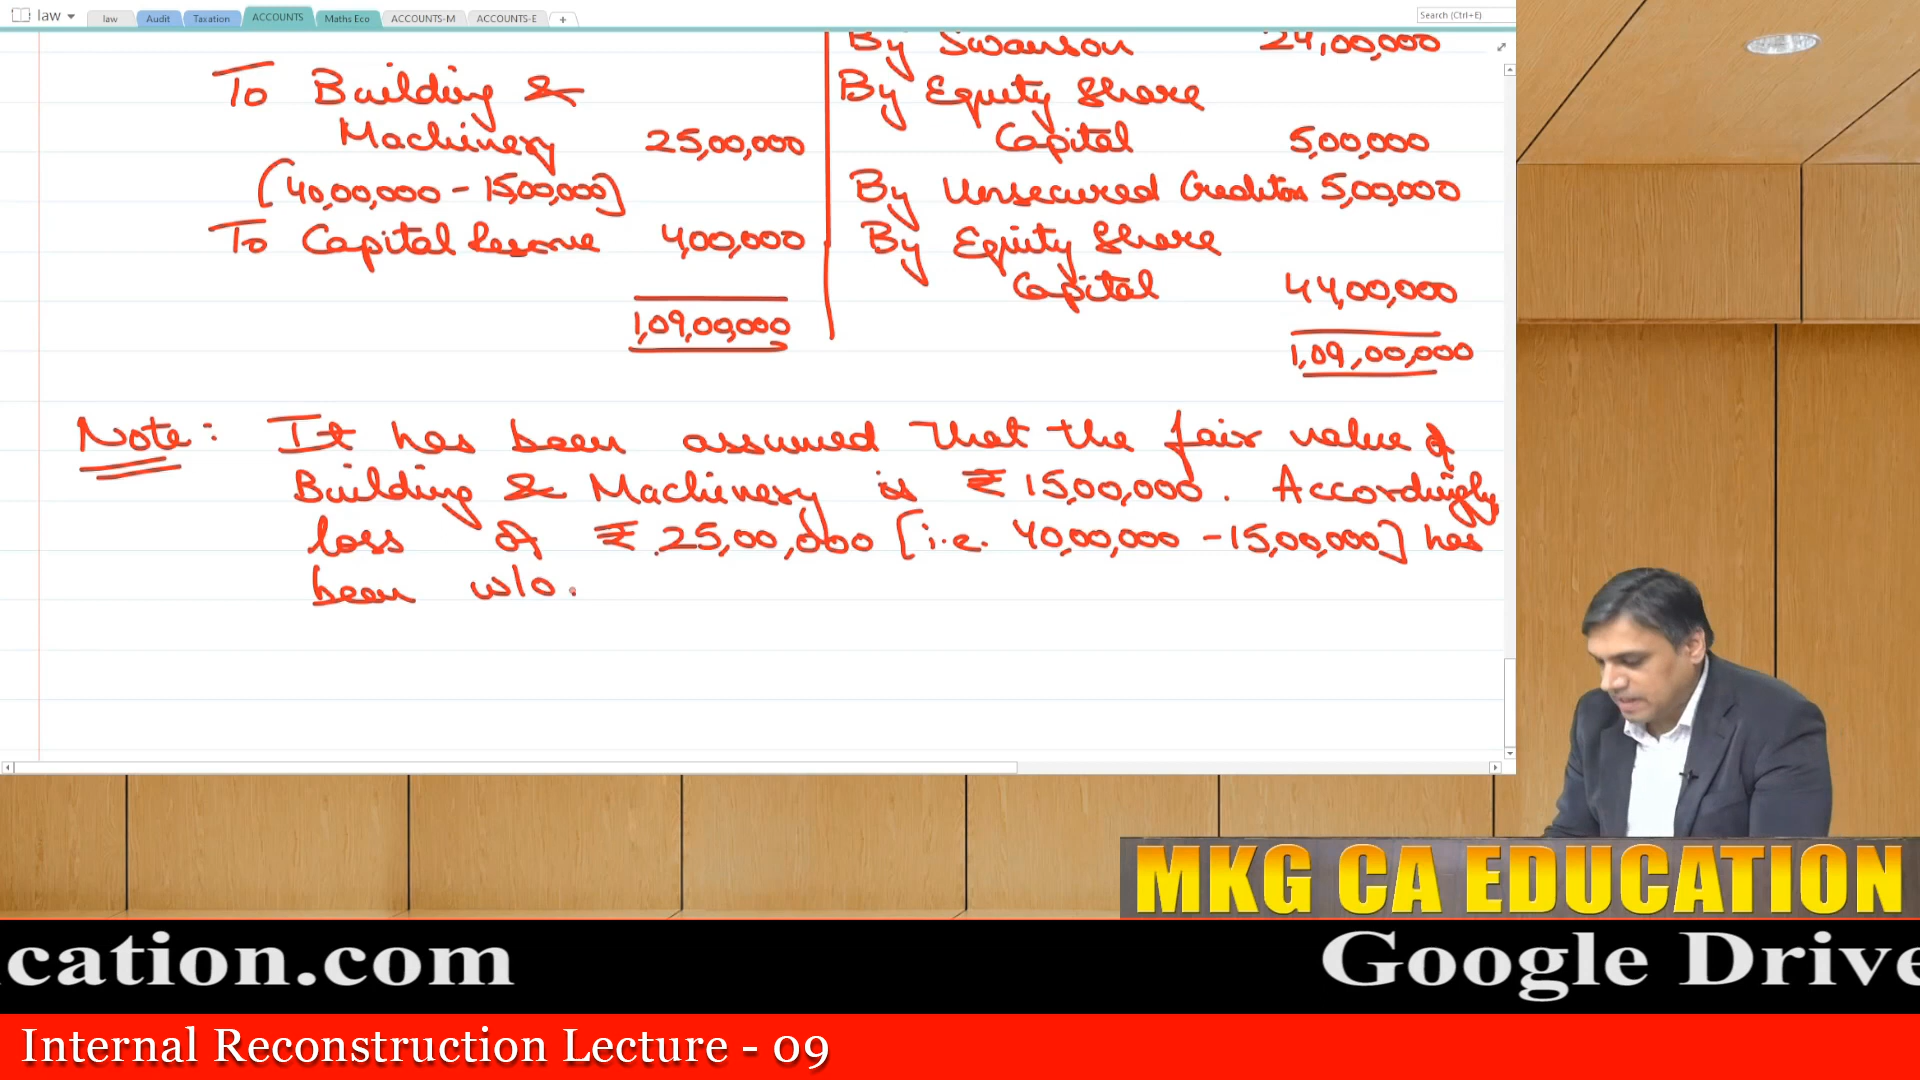 law law Audit Taxation ACCOUNTS Maths Eco ACCOUNTS-M ACCOUNTS-E + Search (Ctrl+E)
By Swanson 24,00,000
To Building & By Equity Share
Machinery 25,00,000 Capital 5,00,000
[40,00,000 - 15,00,000] By Unsecured Creditors 5,00,000
To Capital Reserve 4,00,000 By Equity Share
Capital 44,00,000
1,09,00,000
1,09,00,000
Note: It has been assumed that the fair value of
Building & Machinery is ₹ 15,00,000. Accordingly
loss of ₹ 25,00,000 [i.e. 40,00,000 - 15,00,000] has
been w/o.
MKG CA EDUCATION
cation.com Google Drive
Internal Reconstruction Lecture - 09